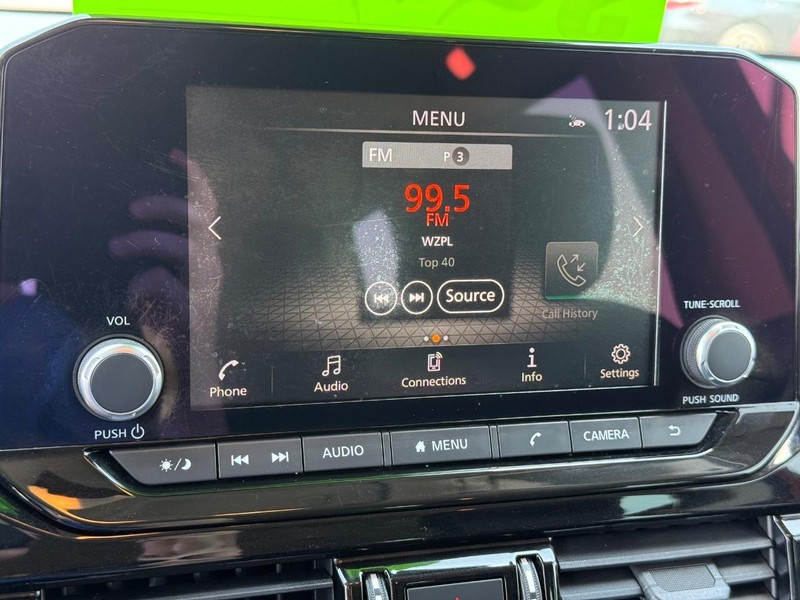 MENU
1:04
FM P 3
99.5
FM
WZPL
Top 40
Source
Call History
Phone Audio Connections Info Settings
VOL
PUSH
TUNE·SCROLL
PUSH SOUND
AUDIO MENU CAMERA